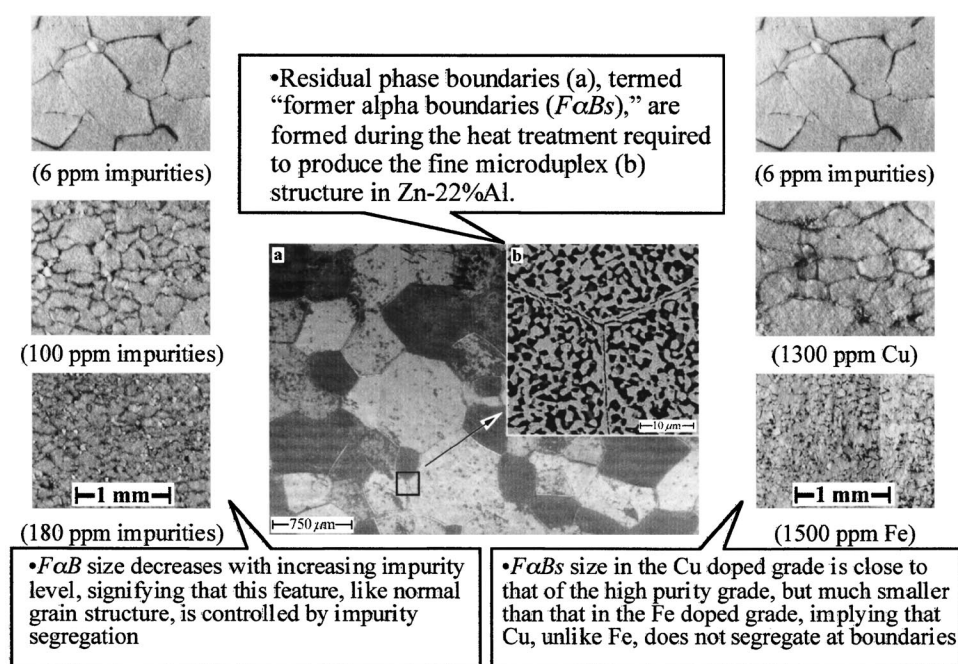 (6 ppm impurities)
(100 ppm impurities)
1 mm
(180 ppm impurities)
•Residual phase boundaries (a), termed
“former alpha boundaries (FαBs),” are
formed during the heat treatment required
to produce the fine microduplex (b)
structure in Zn-22%Al.
a
b
10 μm
750 μm
(6 ppm impurities)
(1300 ppm Cu)
1 mm
(1500 ppm Fe)
•FαB size decreases with increasing impurity
level, signifying that this feature, like normal
grain structure, is controlled by impurity
segregation
•FαBs size in the Cu doped grade is close to
that of the high purity grade, but much smaller
than that in the Fe doped grade, implying that
Cu, unlike Fe, does not segregate at boundaries